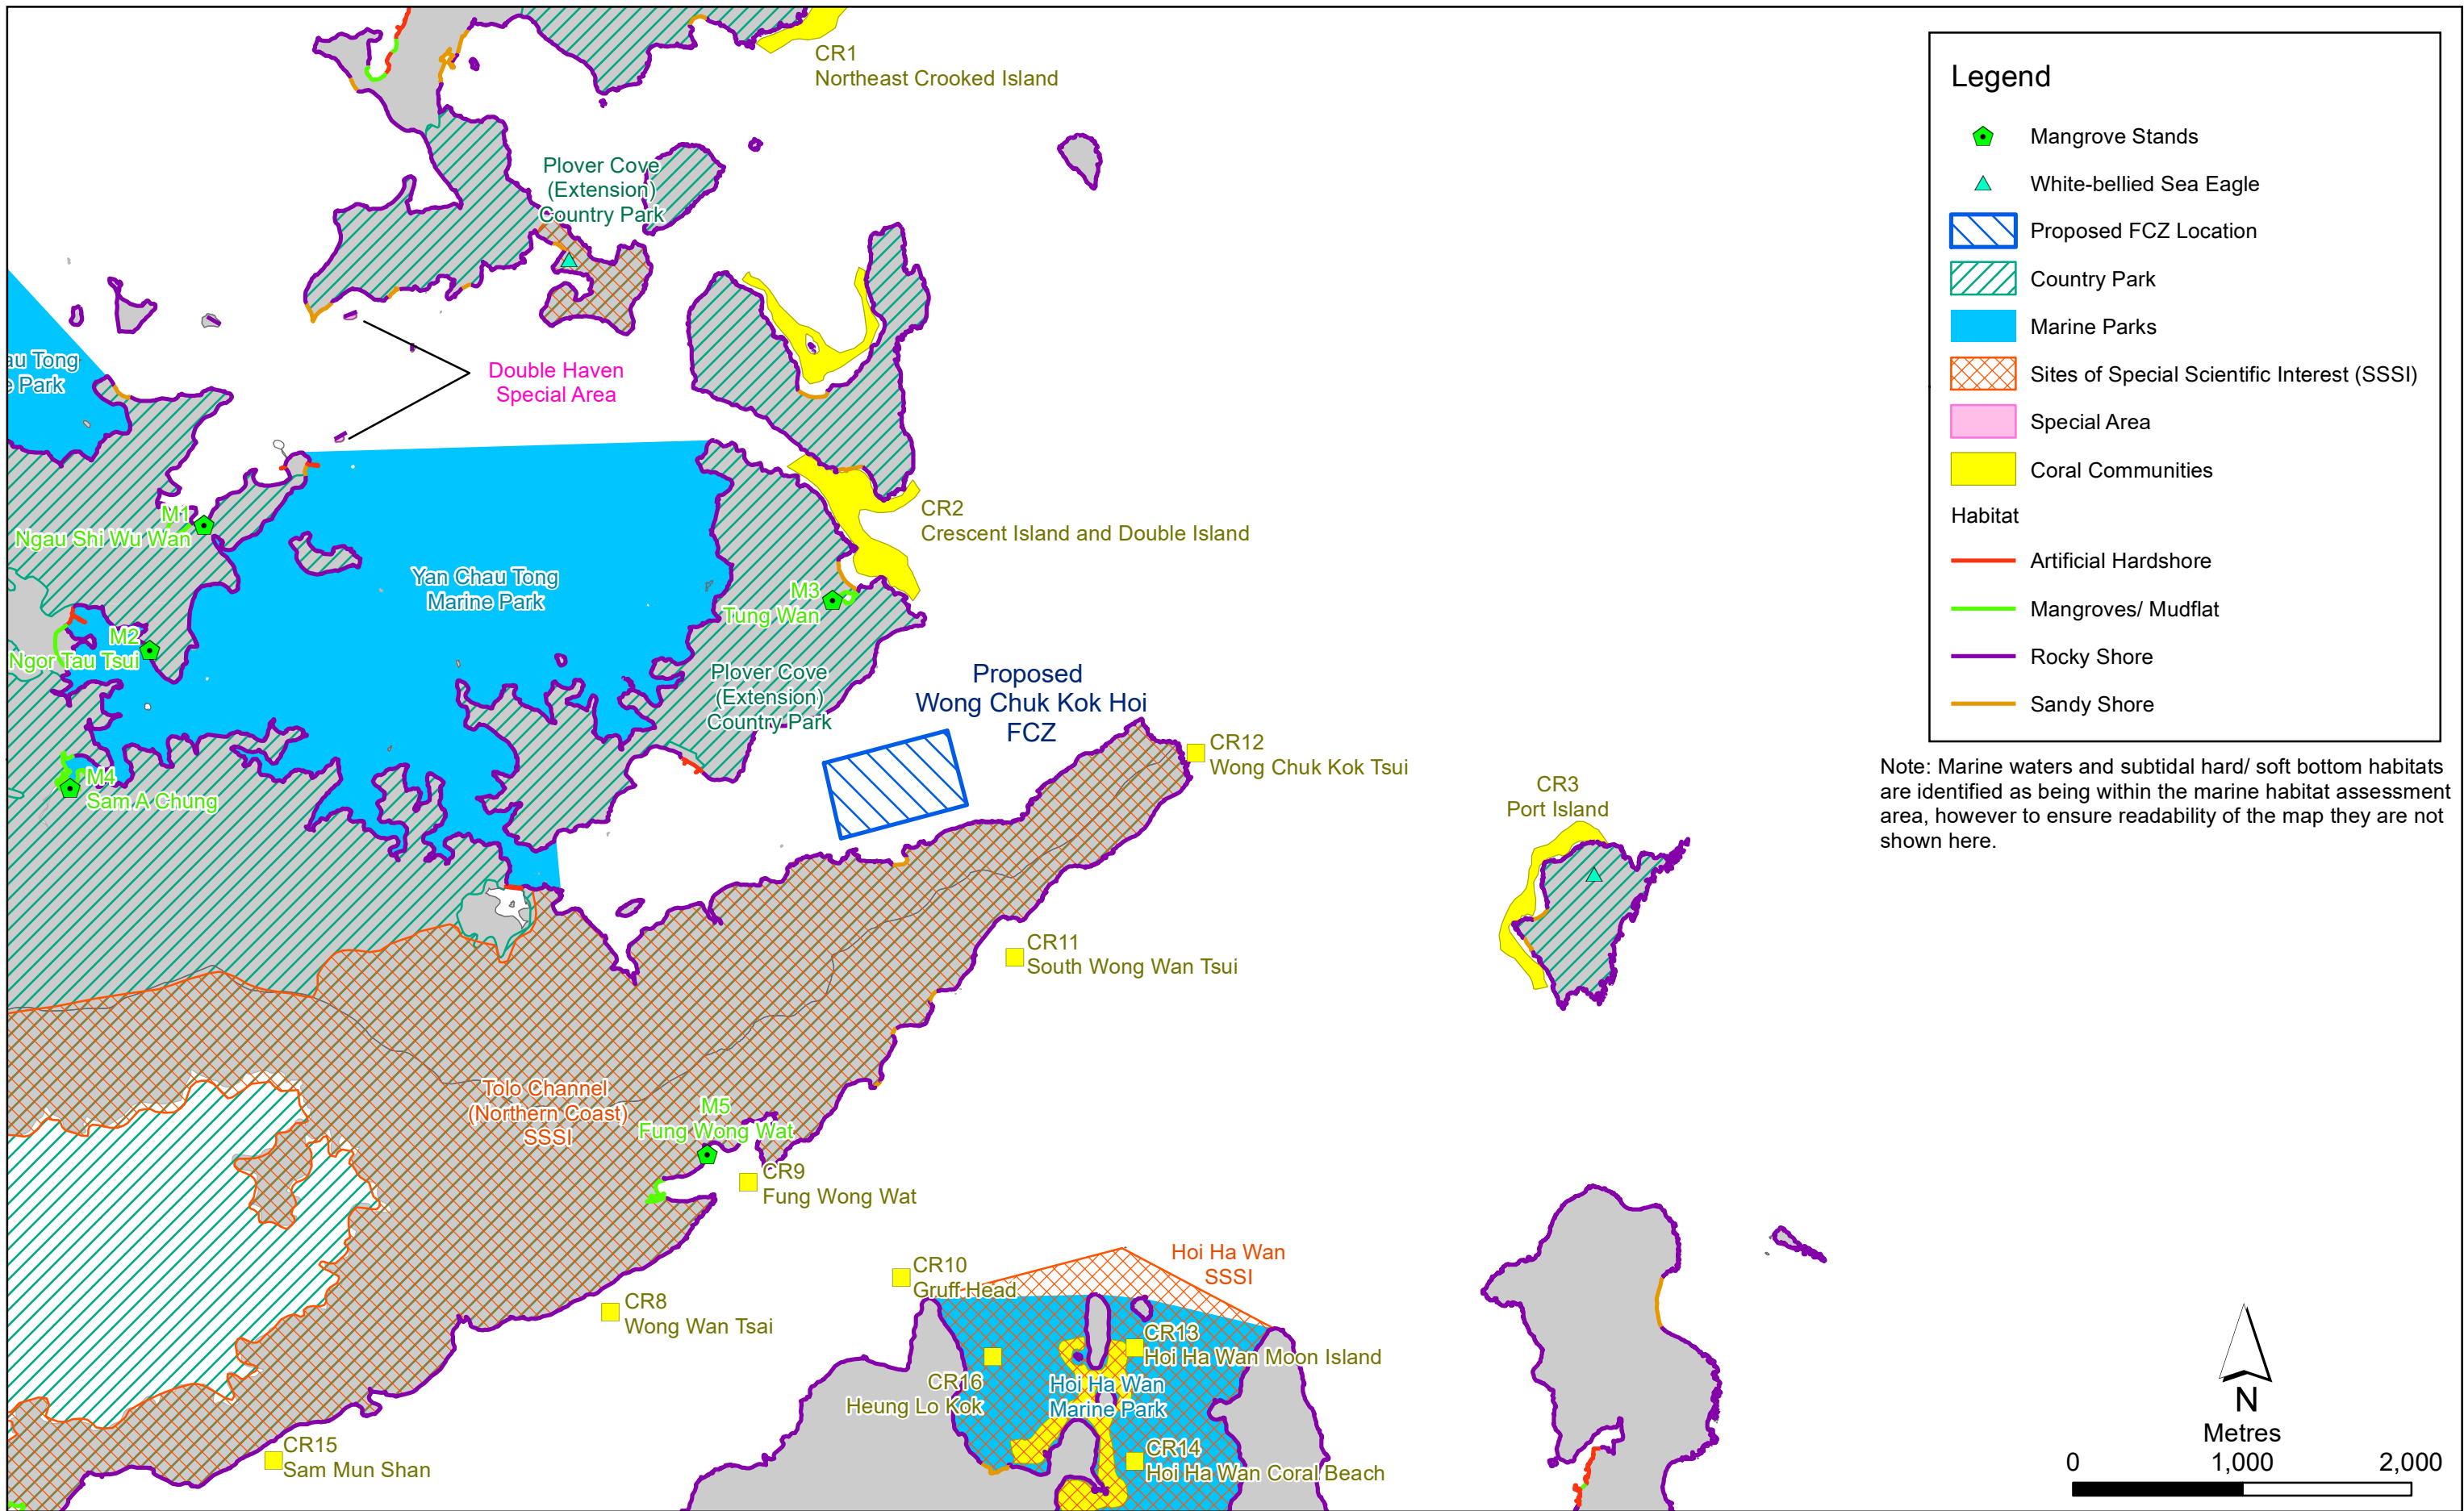 CR1
Northeast Crooked Island
Plover Cove
(Extension)
Country Park
au Tong
e Park
Double Haven
Special Area
CR2
Crescent Island and Double Island
M1
Ngau Shi Wu Wan
Yan Chau Tong
Marine Park
M3
Tung Wan
M2
Ngor Tau Tsui
Plover Cove
(Extension)
Country Park
Proposed
Wong Chuk Kok Hoi
FCZ
CR12
Wong Chuk Kok Tsui
M4
Sam A Chung
CR3
Port Island
CR11
South Wong Wan Tsui
Tolo Channel
(Northern Coast)
SSSI
M5
Fung Wong Wat
CR9
Fung Wong Wat
CR10
Gruff Head
Hoi Ha Wan
SSSI
CR8
Wong Wan Tsai
CR13
Hoi Ha Wan Moon Island
CR16
Heung Lo Kok
Hoi Ha Wan
Marine Park
CR14
Hoi Ha Wan Coral Beach
CR15
Sam Mun Shan
Legend
Mangrove Stands
White-bellied Sea Eagle
Proposed FCZ Location
Country Park
Marine Parks
Sites of Special Scientific Interest (SSSI)
Special Area
Coral Communities
Habitat
Artificial Hardshore
Mangroves/ Mudflat
Rocky Shore
Sandy Shore
Note: Marine waters and subtidal hard/ soft bottom habitats
are identified as being within the marine habitat assessment
area, however to ensure readability of the map they are not
shown here.
N
Metres
0 1,000 2,000